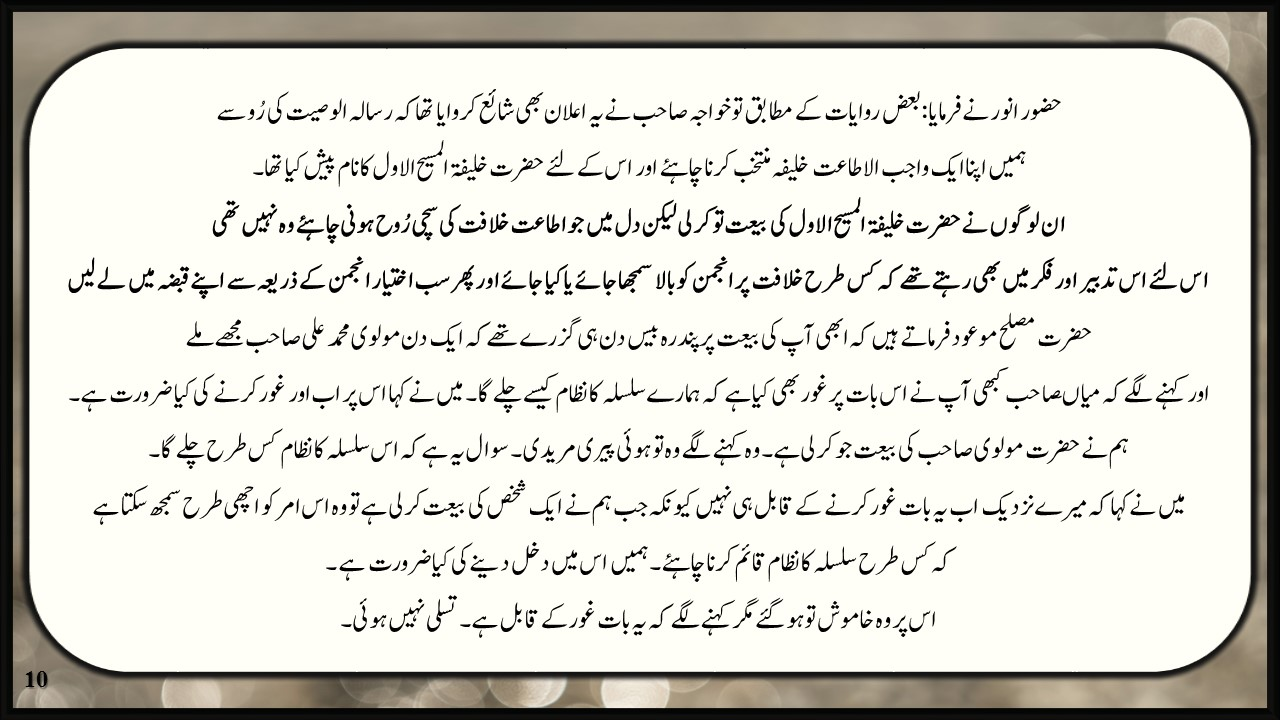 حضور انور نے فرمایا: بعض روایات کے مطابق تو خواجہ صاحب نے یہ اعلان بھی شائع کروایا تھا کہ رسالہ الوصیت کی رُو سے
ہمیں اپنا ایک واجب الاطاعت خلیفہ منتخب کرنا چاہئے اور اس کے لئے حضرت خلیفۃ المسیح الاول کا نام پیش کیا تھا۔
ان لوگوں نے حضرت خلیفۃ المسیح الاول کی بیعت تو کر لی لیکن دل میں جو اطاعت خلافت کی سچی رُوح ہونی چاہئے وہ نہیں تھی
اس لئے اس تدبیر اور فکر میں بھی رہتے تھے کہ کس طرح خلافت پر انجمن کو بالا سمجھا جائے یا کیا جائے اور پھر سب اختیار انجمن کے ذریعہ سے اپنے قبضہ میں لے لیں
حضرت مصلح موعود فرماتے ہیں کہ ابھی آپ کی بیعت پر پندرہ بیس دن ہی گزرے تھے کہ ایک دن مولوی محمد علی صاحب مجھے ملے
اور کہنے لگے کہ میاں صاحب کبھی آپ نے اس بات پر غور بھی کیا ہے کہ ہمارے سلسلہ کا نظام کیسے چلے گا۔ میں نے کہا اس پر اب اور غور کرنے کی کیا ضرورت ہے۔
ہم نے حضرت مولوی صاحب کی بیعت جو کر لی ہے۔ وہ کہنے لگے وہ تو ہوئی پیری مریدی۔ سوال یہ ہے کہ اس سلسلہ کا نظام کس طرح چلے گا۔
میں نے کہا کہ میرے نزدیک اب یہ بات غور کرنے کے قابل ہی نہیں کیونکہ جب ہم نے ایک شخص کی بیعت کر لی ہے تو وہ اس امر کو اچھی طرح سمجھ سکتا ہے
کہ کس طرح سلسلہ کا نظام قائم کرنا چاہئے۔ ہمیں اس میں دخل دینے کی کیا ضرورت ہے۔
اس پر وہ خاموش تو ہو گئے مگر کہنے لگے کہ یہ بات غور کے قابل ہے۔ تسلی نہیں ہوئی۔
10